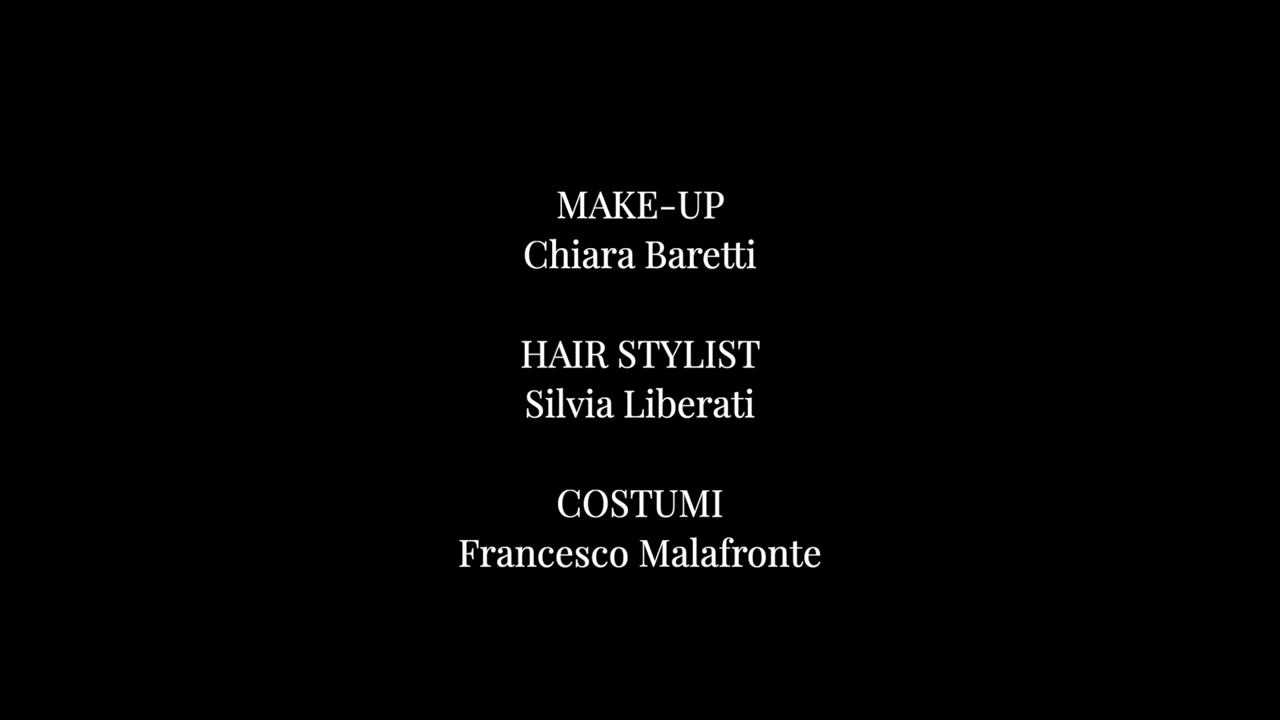 MAKE-UP
Chiara Baretti
HAIR STYLIST
Silvia Liberati
COSTUMI
Francesco Malafronte